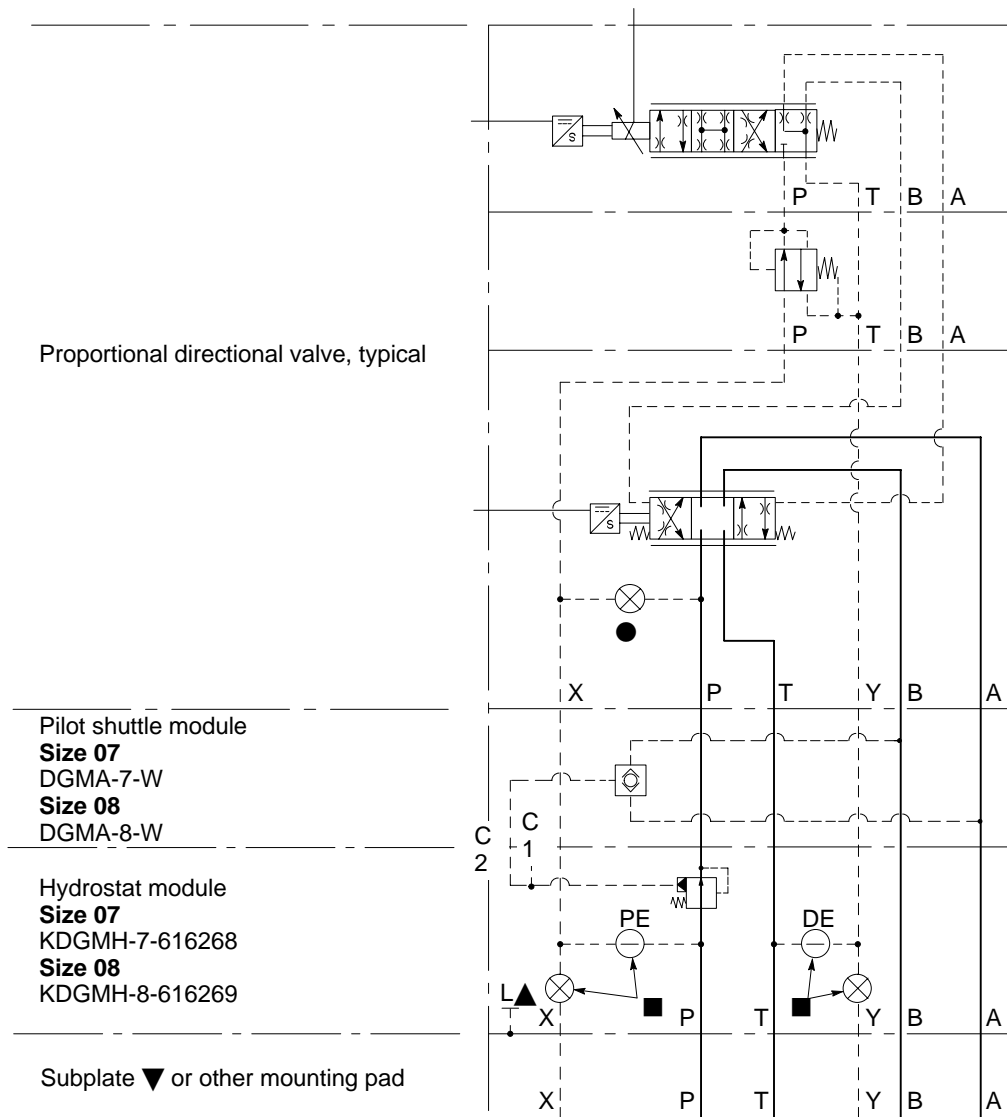 S
P T B A
P T B A
Proportional directional valve, typical
S
X P T Y B A
Pilot shuttle module
Size 07
DGMA-7-W
Size 08
DGMA-8-W
C
2
C
1
Hydrostat module
Size 07
KDGMH-7-616268
Size 08
KDGMH-8-616269
PE
DE
L
X P T Y B A
Subplate ▼ or other mounting pad
X P T Y B A